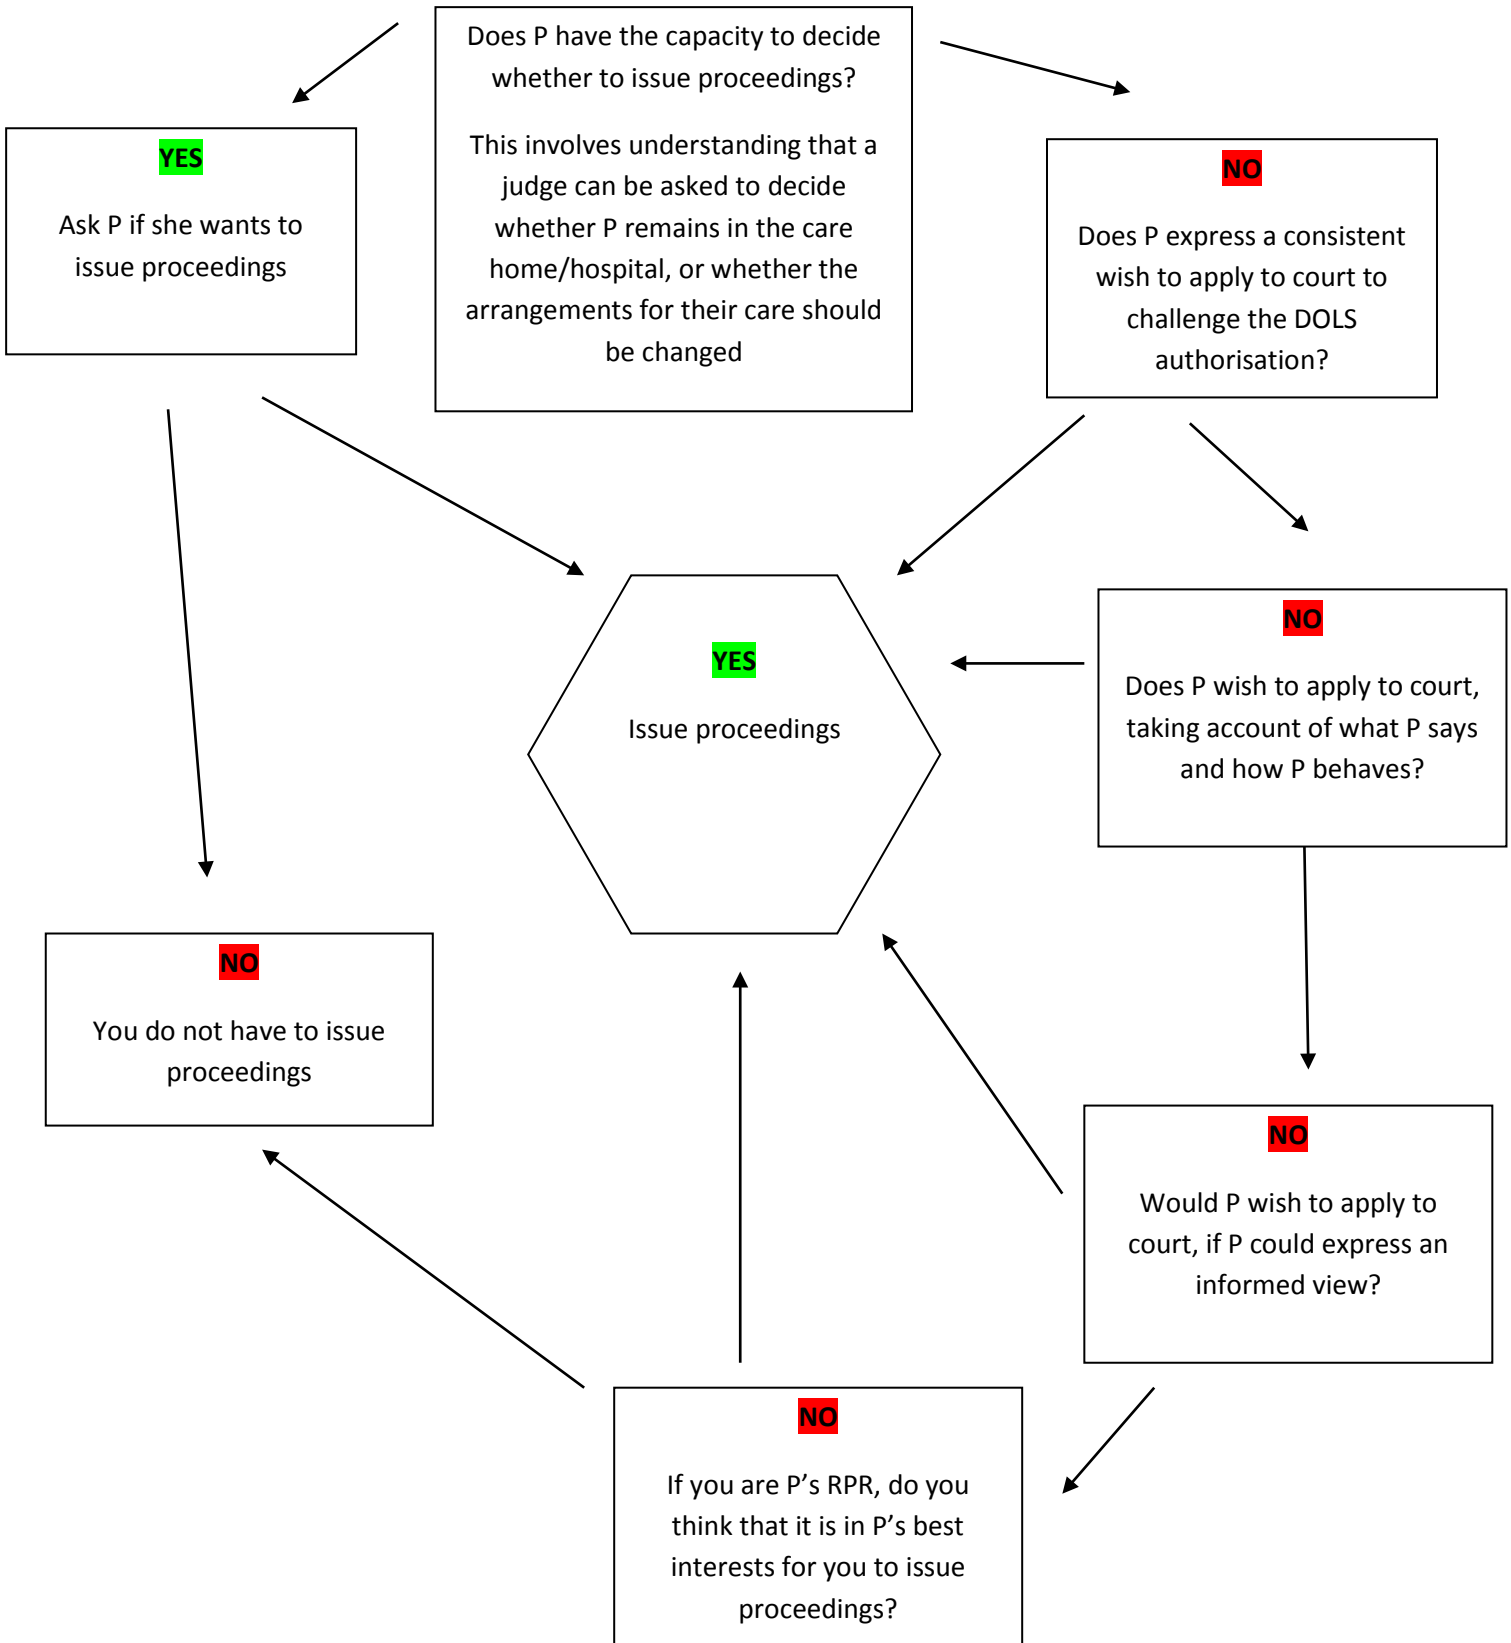 Does P have the capacity to decide
whether to issue proceedings?
This involves understanding that a
judge can be asked to decide
whether P remains in the care
home/hospital, or whether the
arrangements for their care should
be changed
YES
Ask P if she wants to
issue proceedings
NO
Does P express a consistent
wish to apply to court to
challenge the DOLS
authorisation?
YES
Issue proceedings
NO
Does P wish to apply to court,
taking account of what P says
and how P behaves?
NO
You do not have to issue
proceedings
NO
Would P wish to apply to
court, if P could express an
informed view?
NO
If you are P’s RPR, do you
think that it is in P’s best
interests for you to issue
proceedings?